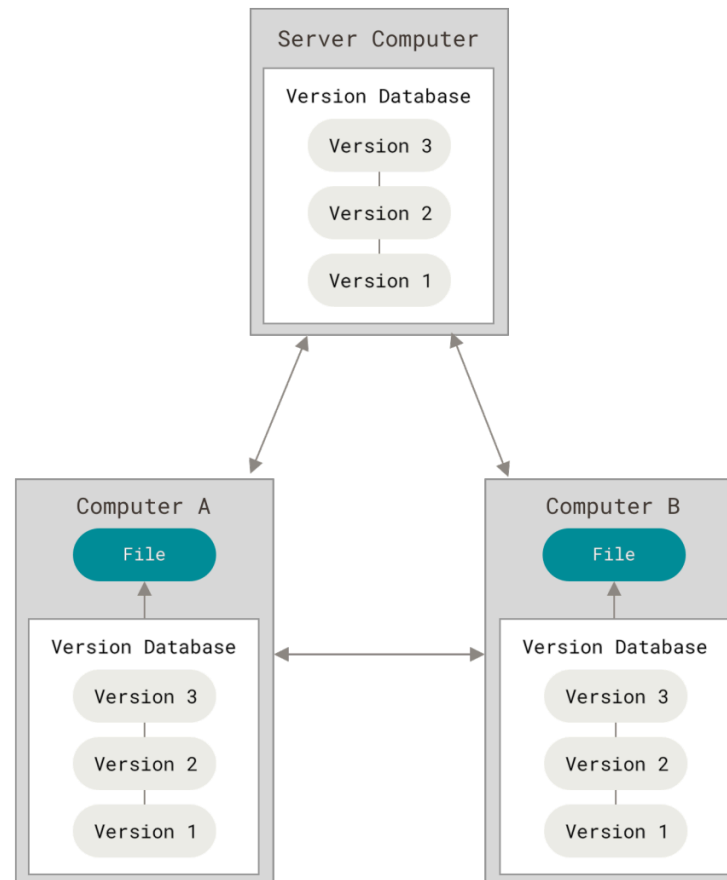 Server Computer
Version Database
Version 3
Version 2
Version 1
Computer A
File
Version Database
Version 3
Version 2
Version 1
Computer B
File
Version Database
Version 3
Version 2
Version 1